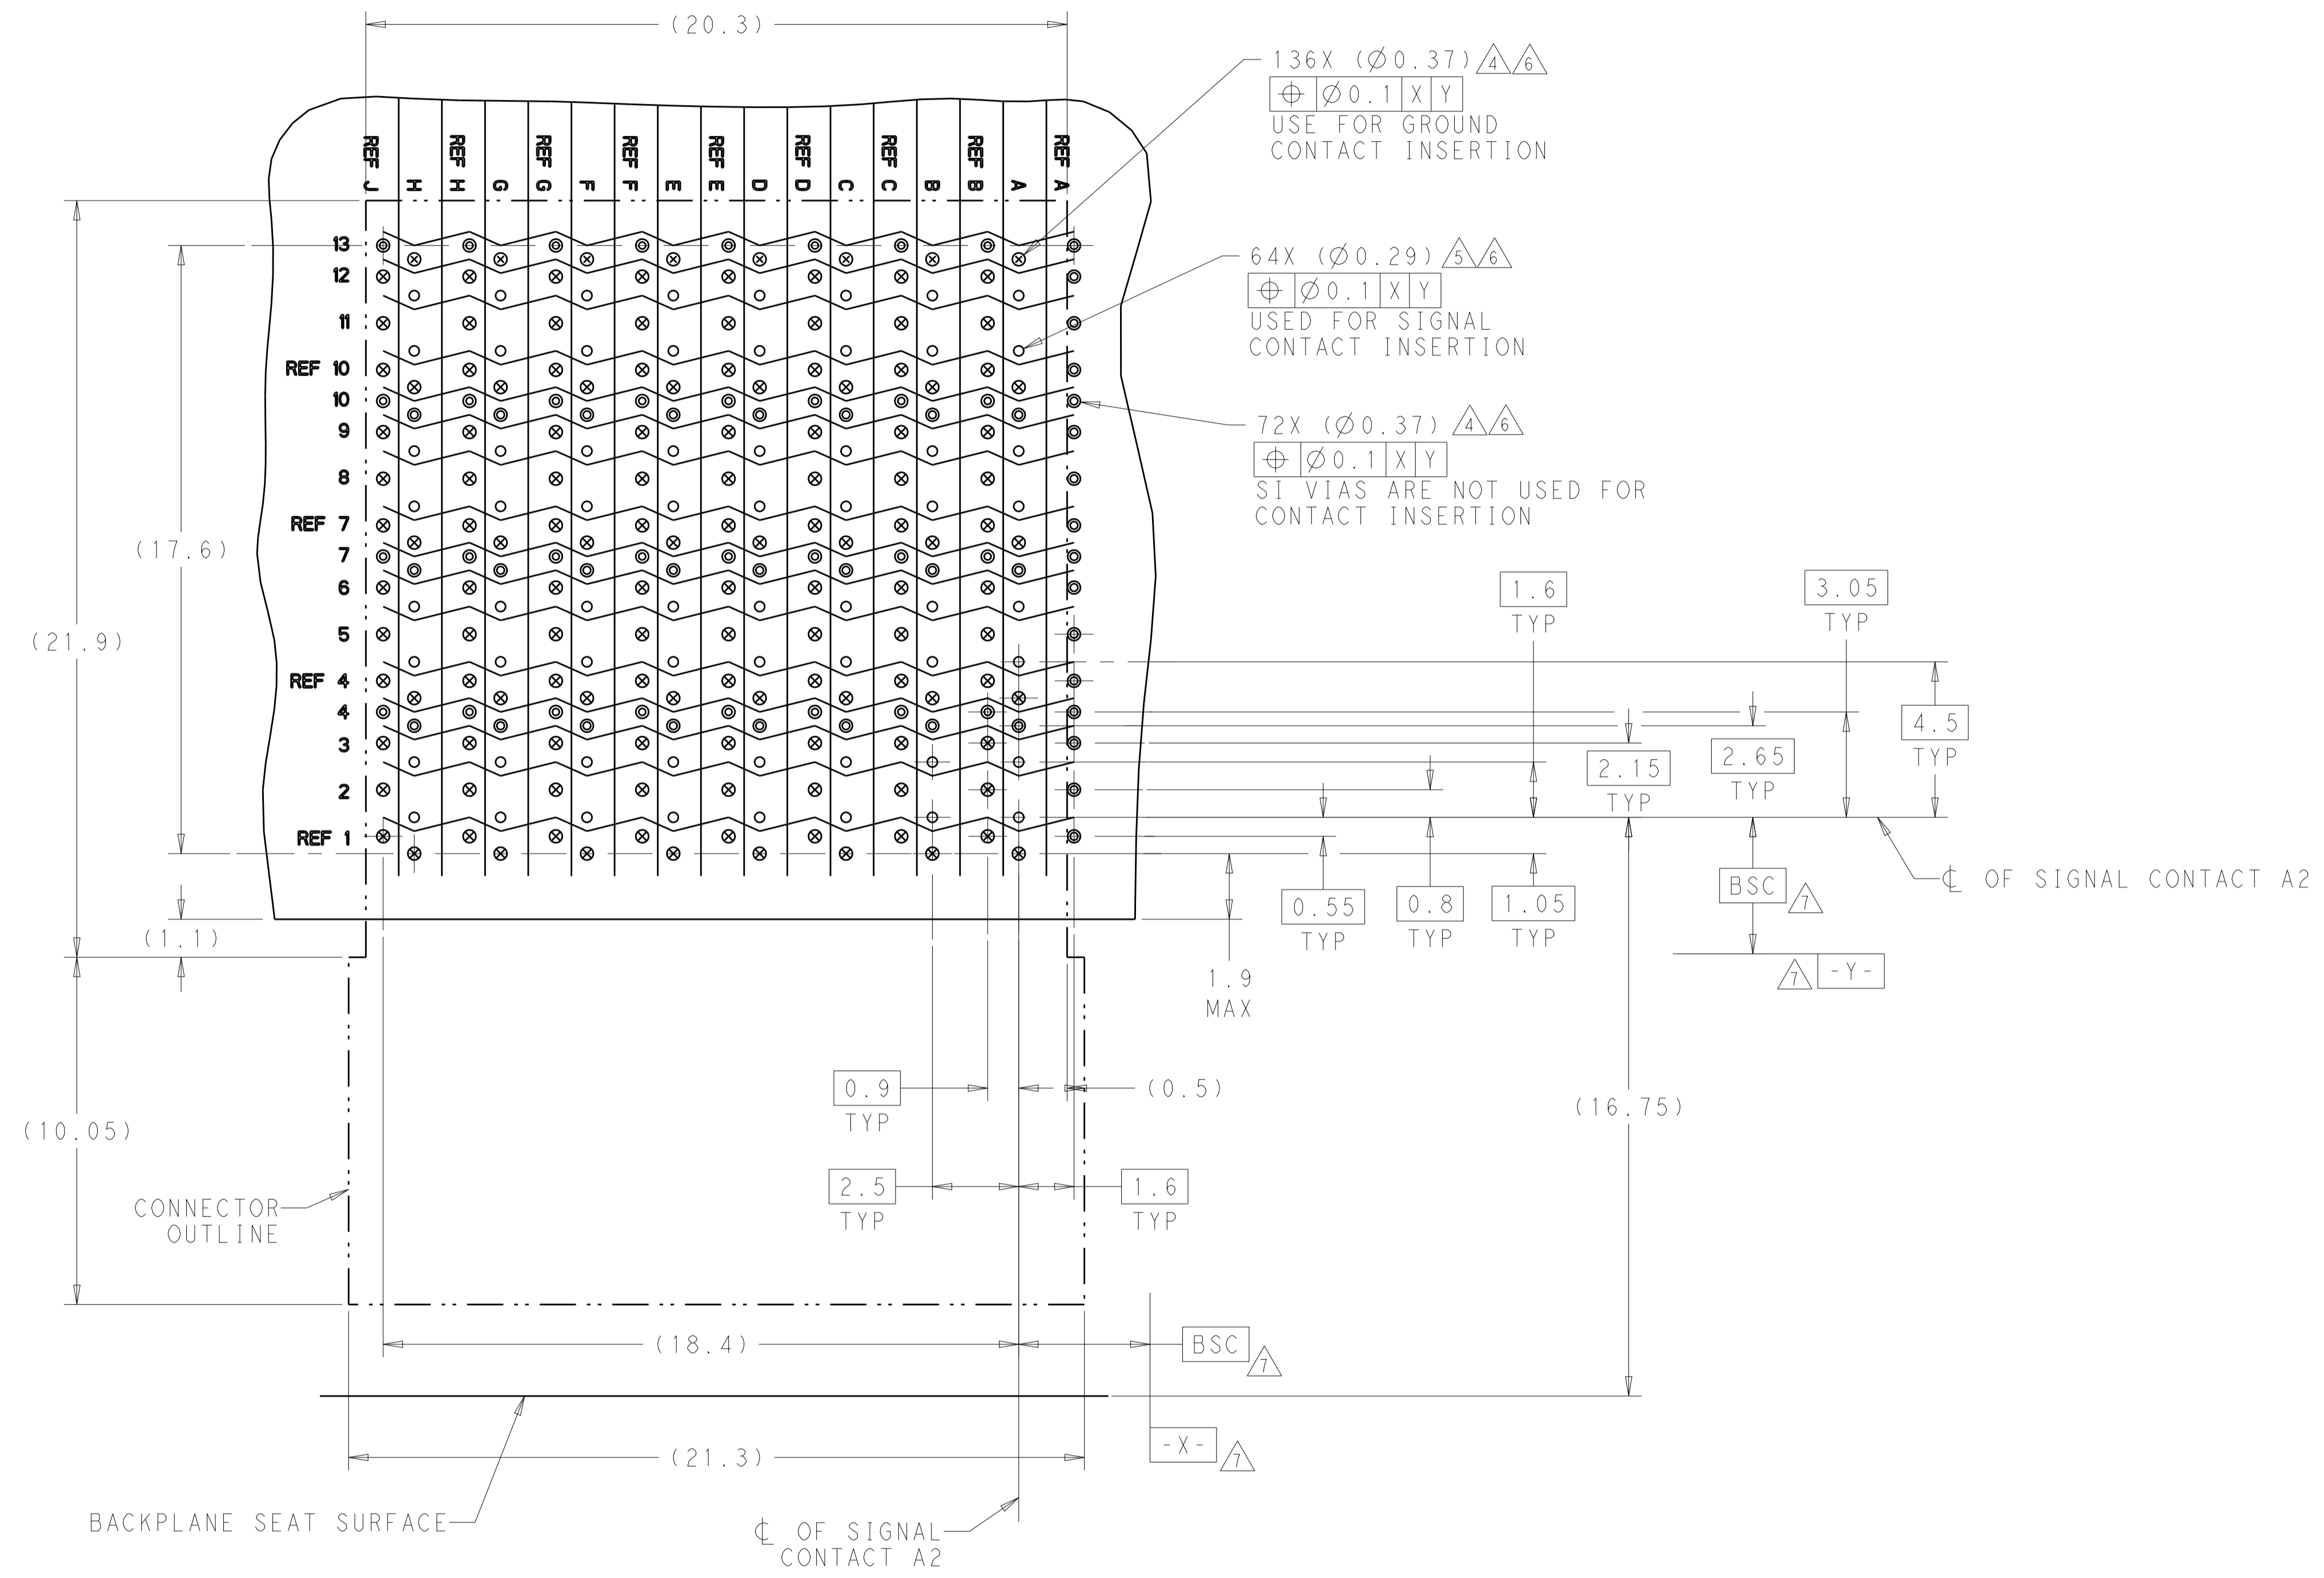 (20.3)
136X (Ø0.37) 4 6
⌖ Ø0.1 X Y
USE FOR GROUND
CONTACT INSERTION
REF J
H
REF H
G
REF G
F
REF F
E
REF E
D
REF D
C
REF C
B
REF B
A
REF A
64X (Ø0.29) 5 6
⌖ Ø0.1 X Y
USED FOR SIGNAL
CONTACT INSERTION
13
12
11
REF 10
10
9
8
REF 7
7
6
5
REF 4
4
3
2
REF 1
72X (Ø0.37) 4 6
⌖ Ø0.1 X Y
SI VIAS ARE NOT USED FOR
CONTACT INSERTION
(17.6)
(21.9)
(1.1)
(10.05)
1.6
TYP
3.05
TYP
4.5
TYP
2.15
TYP
2.65
TYP
0.55
TYP
0.8
TYP
1.05
TYP
BSC 7
℄ OF SIGNAL CONTACT A2
7 -Y-
1.9
MAX
0.9
TYP
(0.5)
(16.75)
2.5
TYP
1.6
TYP
CONNECTOR
OUTLINE
(18.4)
BSC 7
-X- 7
(21.3)
BACKPLANE SEAT SURFACE
℄ OF SIGNAL
CONTACT A2